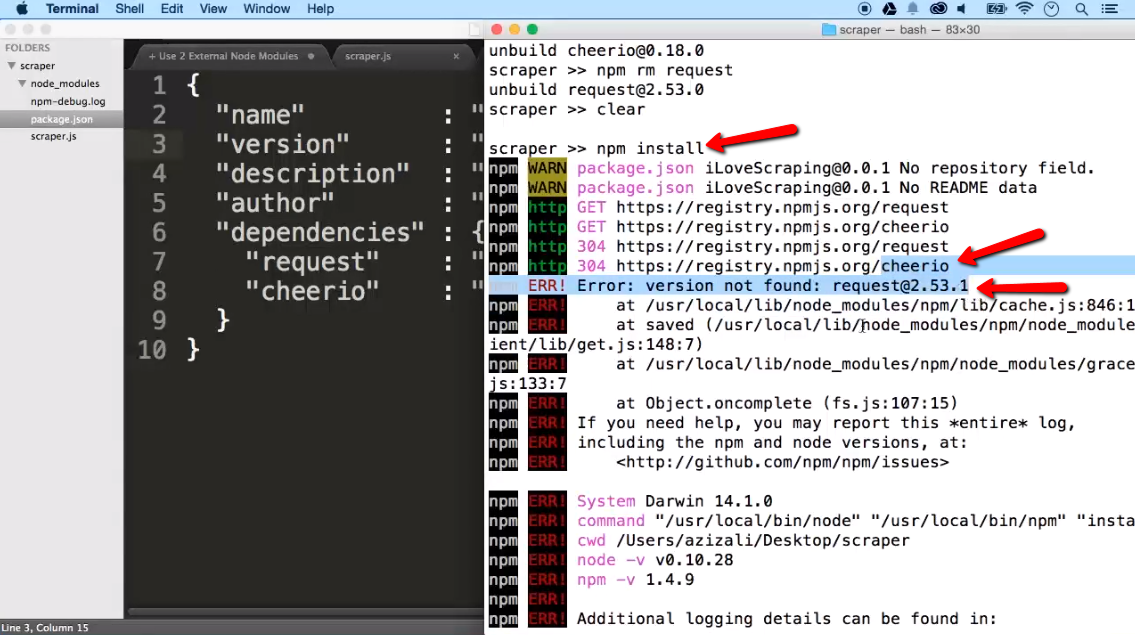 Terminal Shell Edit View Window Help
FOLDERS
scraper
node_modules
npm-debug.log
package.json
scraper.js
+ Use 2 External Node Modules
scraper.js ×
1 {
2 "name" : "
3 "version" : "
4 "description" : "
5 "author" : "
6 "dependencies" : {
7 "request" : "
8 "cheerio" : "
9 }
10 }
Line 3, Column 15
scraper — bash — 83×30
unbuild cheerio@0.18.0
scraper >> npm rm request
unbuild request@2.53.0
scraper >> clear
scraper >> npm install
npm WARN package.json iLoveScraping@0.0.1 No repository field.
npm WARN package.json iLoveScraping@0.0.1 No README data
npm http GET https://registry.npmjs.org/request
npm http GET https://registry.npmjs.org/cheerio
npm http 304 https://registry.npmjs.org/request
npm http 304 https://registry.npmjs.org/cheerio
npm ERR! Error: version not found: request@2.53.1
npm ERR! at /usr/local/lib/node_modules/npm/lib/cache.js:846:1
npm ERR! at saved (/usr/local/lib/node_modules/npm/node_module
ient/lib/get.js:148:7)
npm ERR! at /usr/local/lib/node_modules/npm/node_modules/grace
js:133:7
npm ERR! at Object.oncomplete (fs.js:107:15)
npm ERR! If you need help, you may report this *entire* log,
npm ERR! including the npm and node versions, at:
npm ERR! <http://github.com/npm/npm/issues>
npm ERR! System Darwin 14.1.0
npm ERR! command "/usr/local/bin/node" "/usr/local/bin/npm" "insta
npm ERR! cwd /Users/azizali/Desktop/scraper
npm ERR! node -v v0.10.28
npm ERR! npm -v 1.4.9
npm ERR!
npm ERR! Additional logging details can be found in: